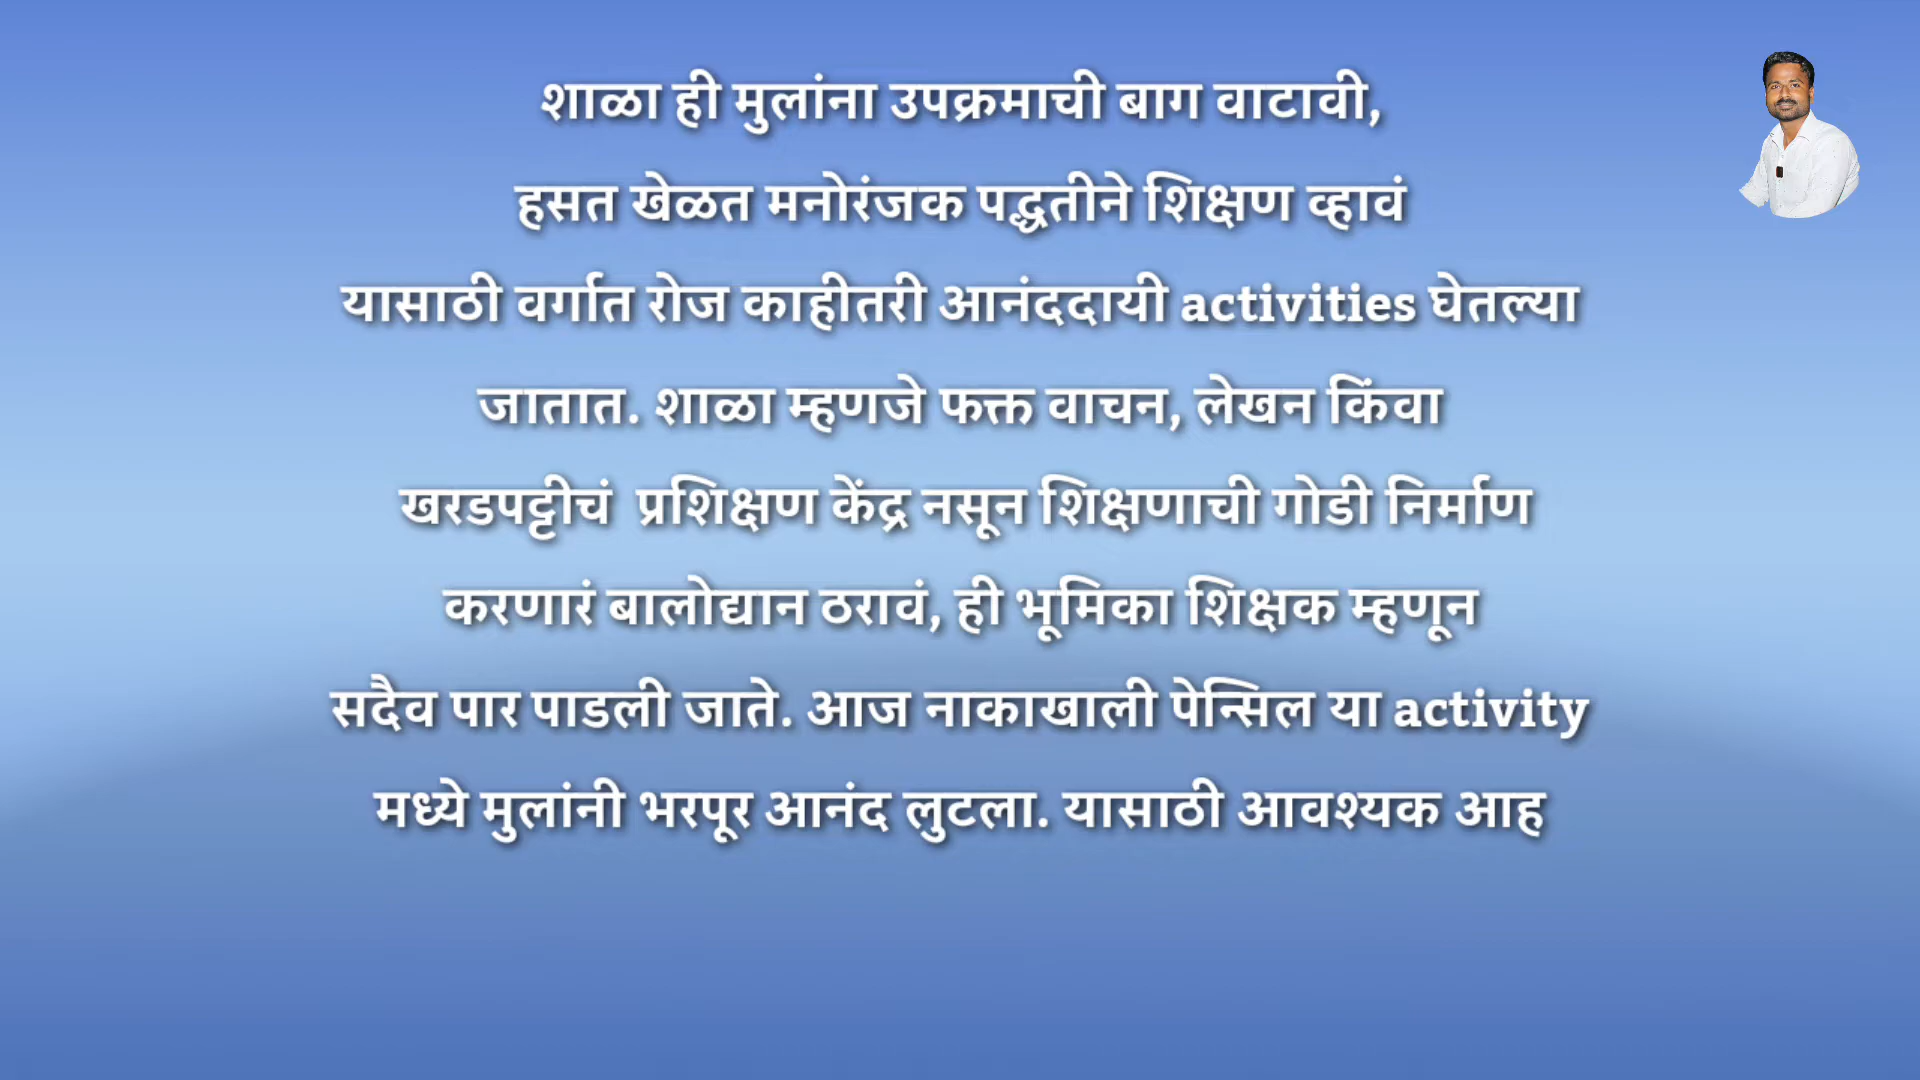 शाळा ही मुलांना उपक्रमाची बाग वाटावी,
हसत खेळत मनोरंजक पद्धतीने शिक्षण व्हावं
यासाठी वर्गात रोज काहीतरी आनंददायी activities घेतल्या
जातात. शाळा म्हणजे फक्त वाचन, लेखन किंवा
खरडपट्टीचं प्रशिक्षण केंद्र नसून शिक्षणाची गोडी निर्माण
करणारं बालोद्यान ठरावं, ही भूमिका शिक्षक म्हणून
सदैव पार पाडली जाते. आज नाकाखाली पेन्सिल या activity
मध्ये मुलांनी भरपूर आनंद लुटला. यासाठी आवश्यक आह